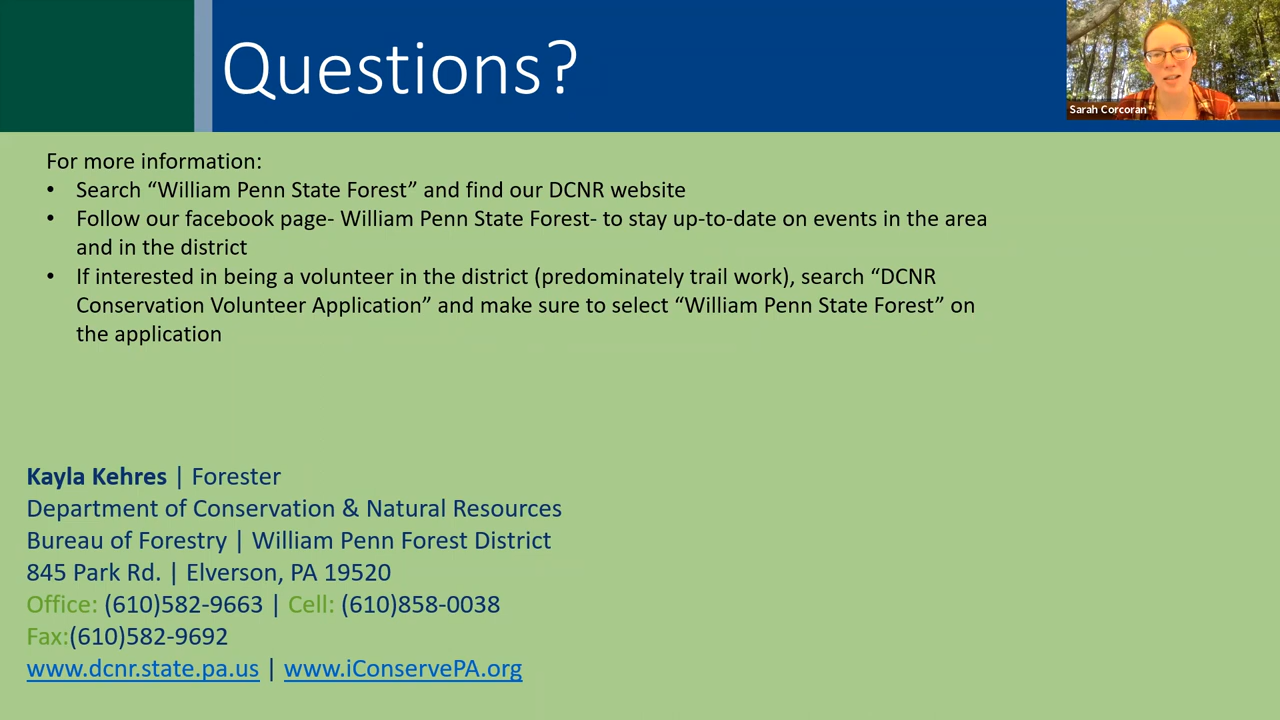 Questions?
Sarah Corcoran
For more information:
• Search “William Penn State Forest” and find our DCNR website
• Follow our facebook page- William Penn State Forest- to stay up-to-date on events in the area
and in the district
• If interested in being a volunteer in the district (predominately trail work), search “DCNR
Conservation Volunteer Application” and make sure to select “William Penn State Forest” on
the application
Kayla Kehres | Forester
Department of Conservation & Natural Resources
Bureau of Forestry | William Penn Forest District
845 Park Rd. | Elverson, PA 19520
Office: (610)582-9663 | Cell: (610)858-0038
Fax:(610)582-9692
www.dcnr.state.pa.us | www.iConservePA.org